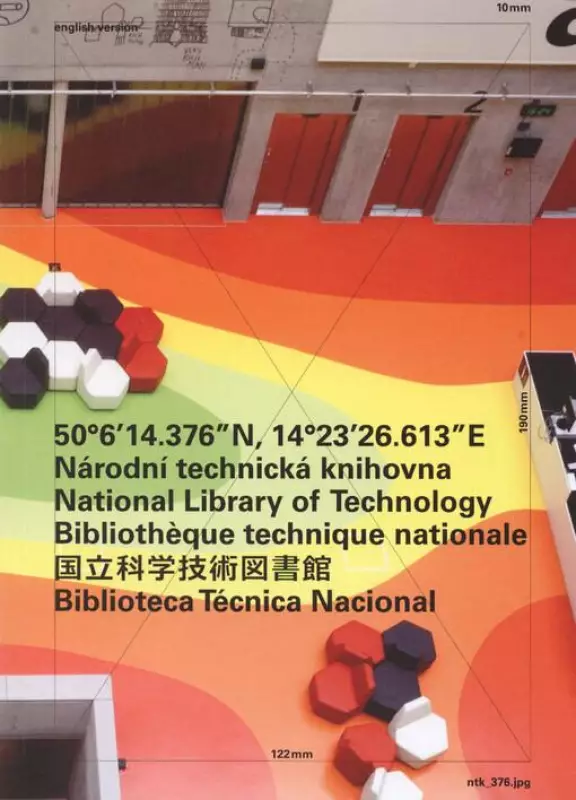 10mm
english version
1
2
190mm
50°6′14.376″N, 14°23′26.613″E
Národní technická knihovna
National Library of Technology
Bibliothèque technique nationale
国立科学技術図書館
Biblioteca Técnica Nacional
122mm
ntk_376.jpg